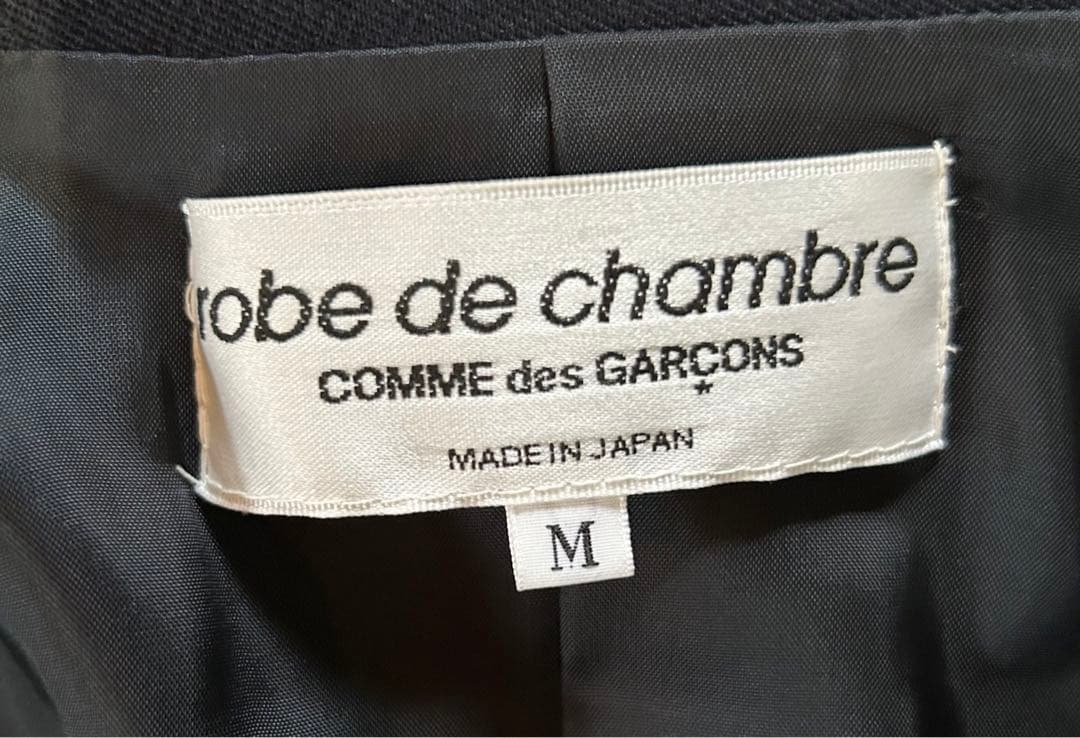 robe de chambre
COMME des GARÇONS
MADE IN JAPAN
M